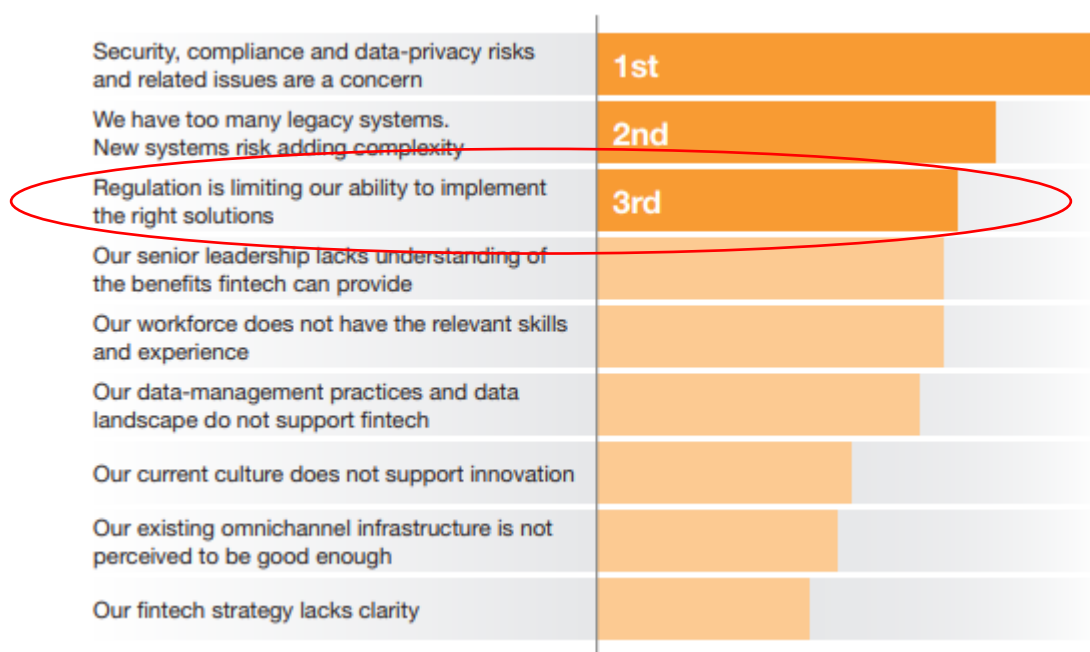 Security, compliance and data-privacy risks
and related issues are a concern
1st
We have too many legacy systems.
New systems risk adding complexity
2nd
Regulation is limiting our ability to implement
the right solutions
3rd
Our senior leadership lacks understanding of
the benefits fintech can provide
Our workforce does not have the relevant skills
and experience
Our data-management practices and data
landscape do not support fintech
Our current culture does not support innovation
Our existing omnichannel infrastructure is not
perceived to be good enough
Our fintech strategy lacks clarity